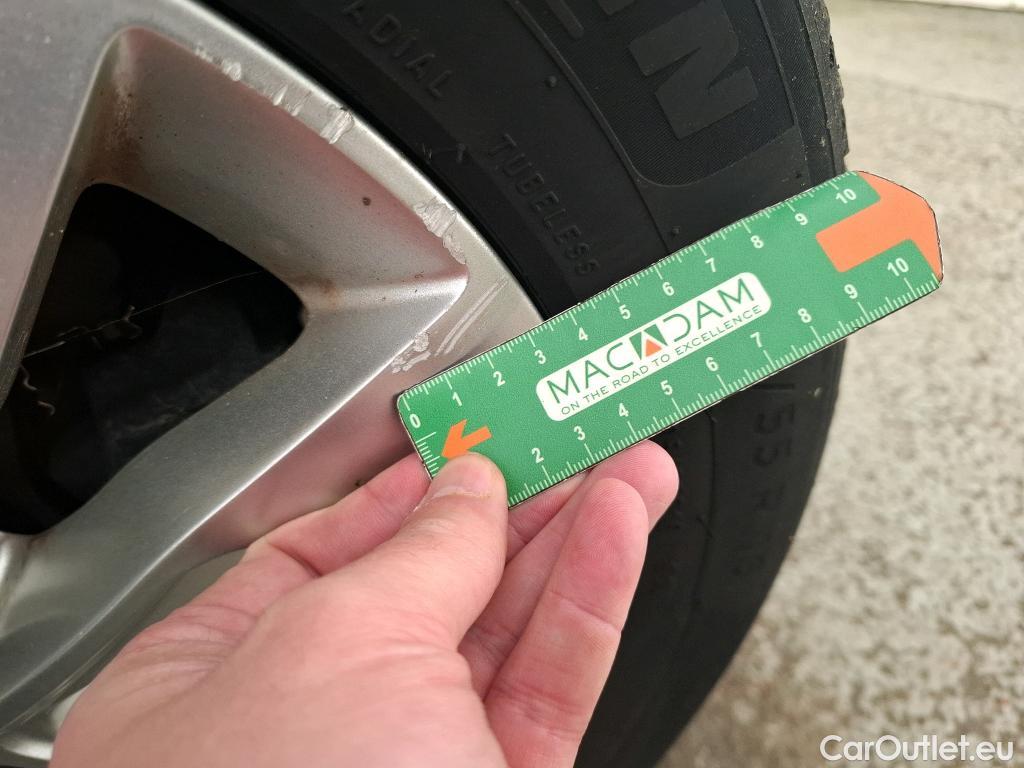 RADIAL
TUBELESS
0 1 2 3 4 5 6 7 8 9 10
MACADAM
ON THE ROAD TO EXCELLENCE
2 3 4 5 6 7 8 9 10
CarOutlet.eu